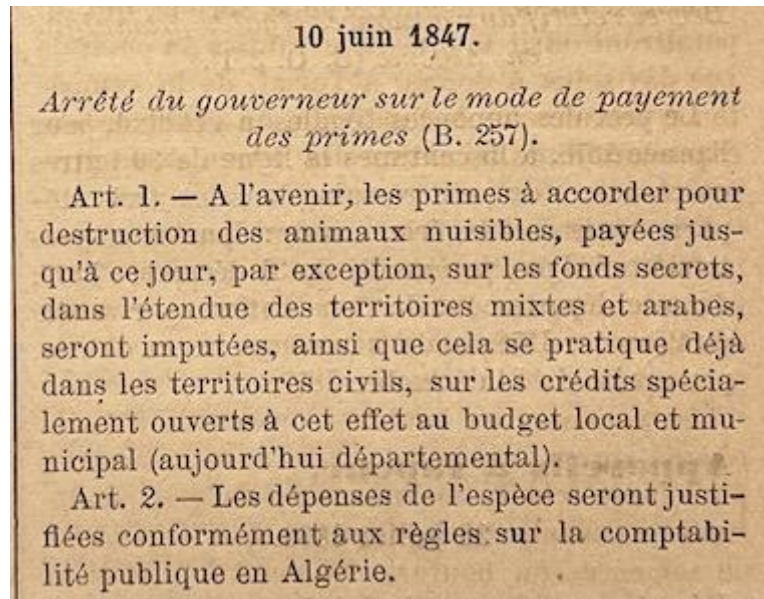 10 juin 1847.
Arrêté du gouverneur sur le mode de payement
des primes (B. 257).
Art. 1. — A l'avenir, les primes à accorder pour
destruction des animaux nuisibles, payées jus-
qu'à ce jour, par exception, sur les fonds secrets,
dans l'étendue des territoires mixtes et arabes,
seront imputées, ainsi que cela se pratique déjà
dans les territoires civils, sur les crédits spécia-
lement ouverts à cet effet au budget local et mu-
nicipal (aujourd'hui départemental).
Art. 2. — Les dépenses de l'espèce seront justi-
fiées conformément aux règles sur la comptabi-
lité publique en Algérie.